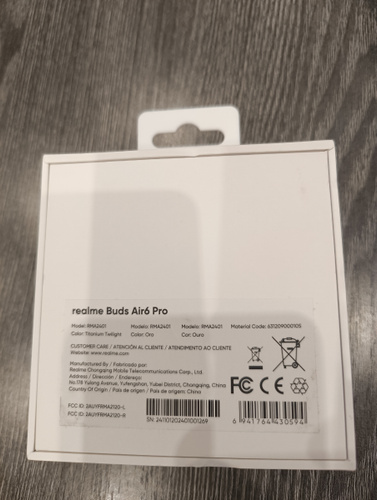 realme Buds Air6 Pro
Model: RMA2401 Modelo: RMA2401 Modelo: RMA2401 Material Code: 631209000105
Color: Titanium Twilight Color: Oro Cor: Ouro
CUSTOMER CARE / ATENCIÓN AL CLIENTE / ATENDIMENTO AO CLIENTE
Website: www.realme.com
Manufactured By / Fabricado por:
Realme Chongqing Mobile Telecommunications Corp., Ltd.
Address / Dirección / Endereço:
No.178 Yulong Avenue, Yufengshan, Yubei District, Chongqing, China
Country Of Origin / País de origen / País de origem: China
FC CE
FCC ID: 2AUYFRMA2120-L
FCC ID: 2AUYFRMA2120-R
SN: 241101202401001269
6 941764 430594